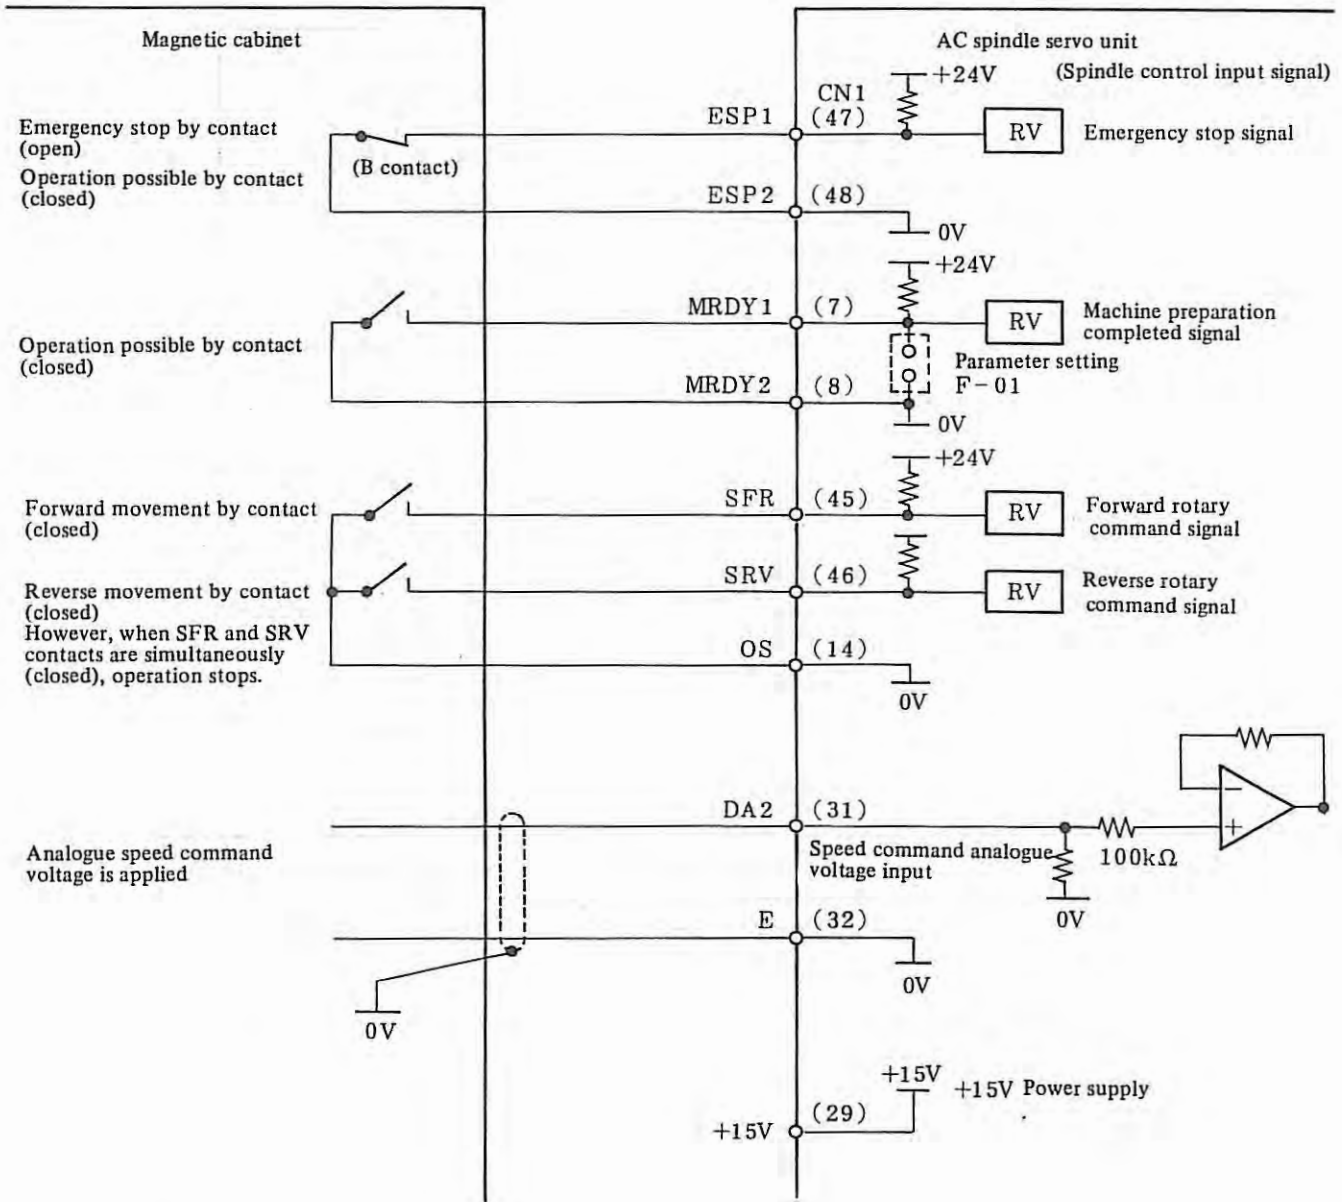 Magnetic cabinet
AC spindle servo unit
(Spindle control input signal)
+24V
CN1
ESP1
(47)
RV
Emergency stop signal
Emergency stop by contact
(open)
(B contact)
Operation possible by contact
(closed)
ESP2
(48)
0V
+24V
MRDY1
(7)
RV
Machine preparation
completed signal
Operation possible by contact
(closed)
Parameter setting
F-01
MRDY2
(8)
0V
+24V
SFR
(45)
RV
Forward rotary
command signal
Forward movement by contact
(closed)
SRV
(46)
RV
Reverse rotary
command signal
Reverse movement by contact
(closed)
However, when SFR and SRV
contacts are simultaneously
(closed), operation stops.
OS
(14)
0V
DA2
(31)
−
+
100kΩ
Speed command analogue
voltage input
0V
Analogue speed command
voltage is applied
E
(32)
0V
0V
+15V
+15V Power supply
+15V
(29)